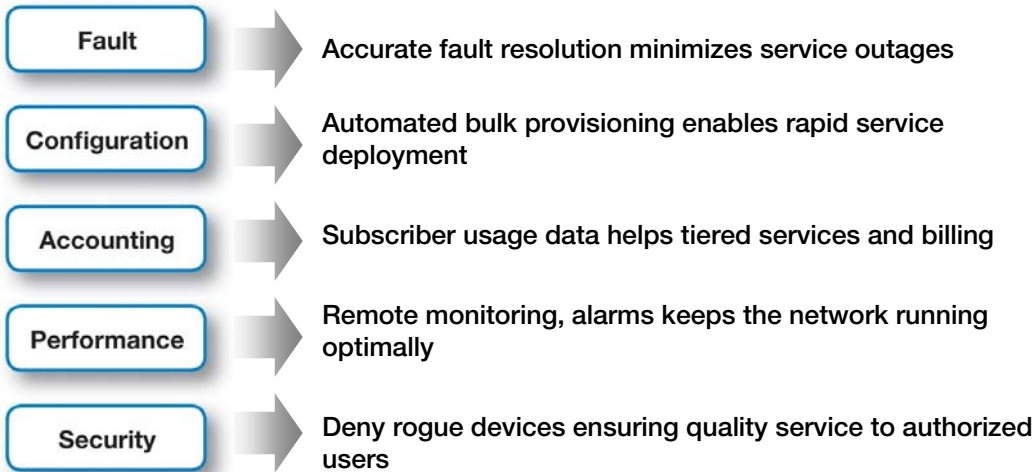 Fault
Accurate fault resolution minimizes service outages
Configuration
Automated bulk provisioning enables rapid service
deployment
Accounting
Subscriber usage data helps tiered services and billing
Performance
Remote monitoring, alarms keeps the network running
optimally
Security
Deny rogue devices ensuring quality service to authorized
users